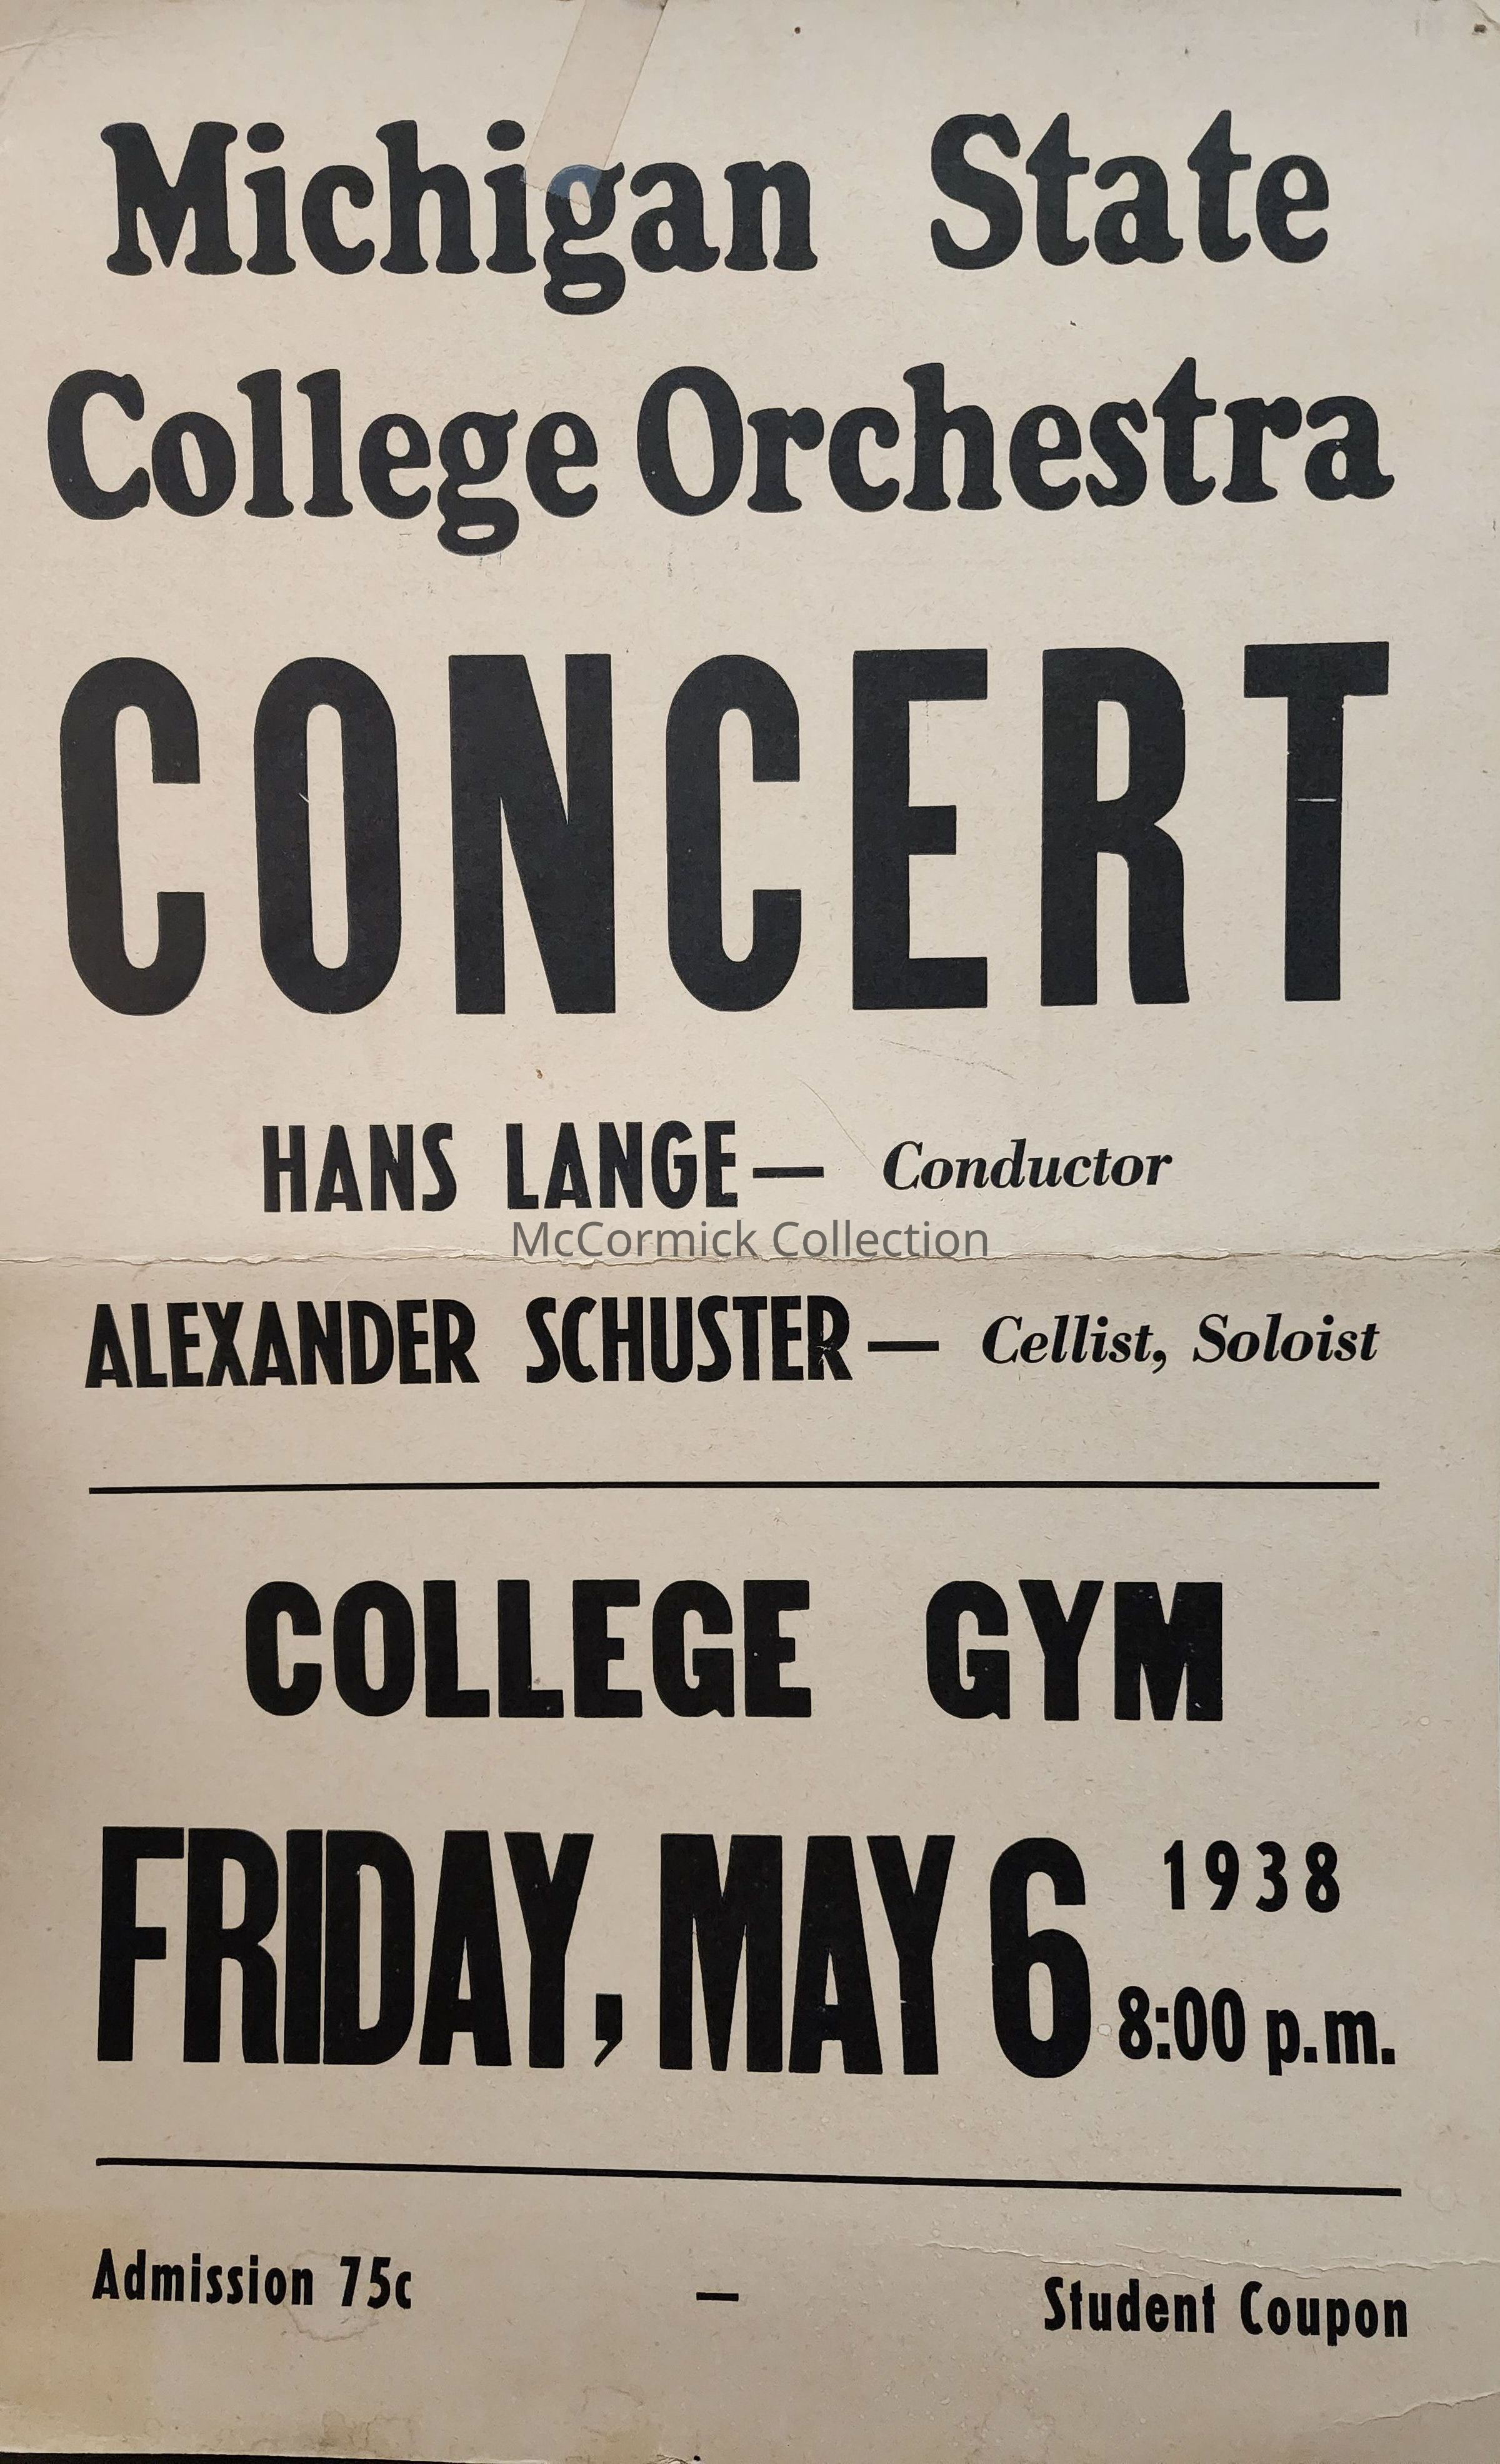 Michigan State
College Orchestra
CONCERT
HANS LANGE— Conductor
McCormick Collection
ALEXANDER SCHUSTER— Cellist, Soloist
COLLEGE GYM
FRIDAY, MAY 6 1938
8:00 p.m.
Admission 75c — Student Coupon